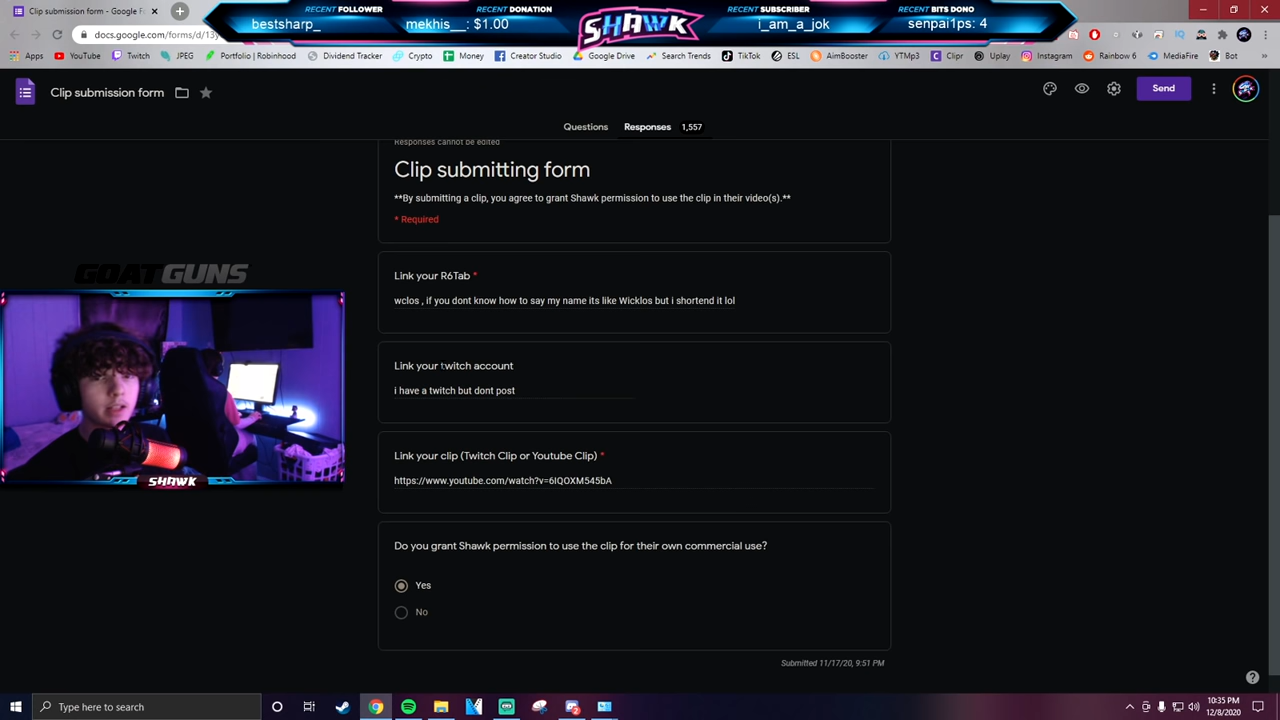 Clip submission form - Google F
RECENT FOLLOWER
bestsharp_
RECENT DONATION
mekhis__: $1.00
SHAWK
RECENT SUBSCRIBER
i_am_a_jok
RECENT BITS DONO
senpai1ps: 4
docs.google.com/forms/d/13y
Apps
YouTube
Twitch
JPEG
Portfolio | Robinhood
Dividend Tracker
Crypto
Money
Creator Studio
Google Drive
Search Trends
TikTok
ESL
AimBooster
YTMp3
Clipr
Uplay
Instagram
Rainbow 6
MediaFire
Bot
Clip submission form
Send
Questions
Responses
1,557
Responses cannot be edited
Clip submitting form
**By submitting a clip, you agree to grant Shawk permission to use the clip in their video(s).**
* Required
GOATGUNS
Link your R6Tab *
wclos , if you dont know how to say my name its like Wicklos but i shortend it lol
Link your twitch account
i have a twitch but dont post
Link your clip (Twitch Clip or Youtube Clip) *
https://www.youtube.com/watch?v=6IQOXM545bA
SHAWK
Do you grant Shawk permission to use the clip for their own commercial use?
Yes
No
Submitted 11/17/20, 9:51 PM
Type here to search
10:35 PM
12/8/2020